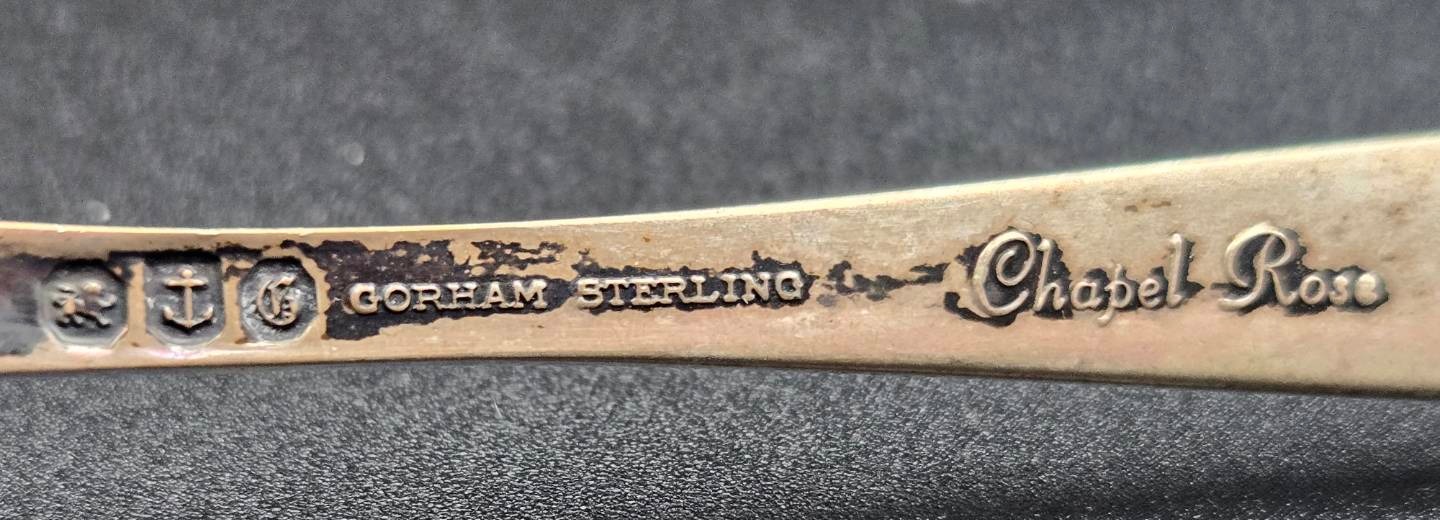 G GORHAM STERLING Chapel Rose